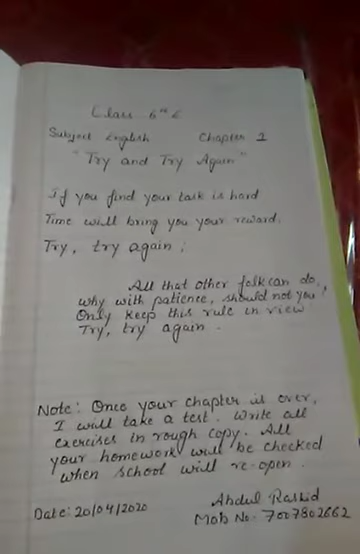 Class 6th E
Subject English Chapter 2
"Try and Try Again"
If you find your task is hard
Time will bring you your reward.
Try, try again;
All that other folk can do,
why with patience, should not you?
Only keep this rule in view
Try, try again.
Note: Once your chapter is over,
I will take a test. Write all
exercises in rough copy. All
your homework will be checked
when school will re-open.
Date: 20/04/2020
Abdul Rashid
Mob No. 7007802662